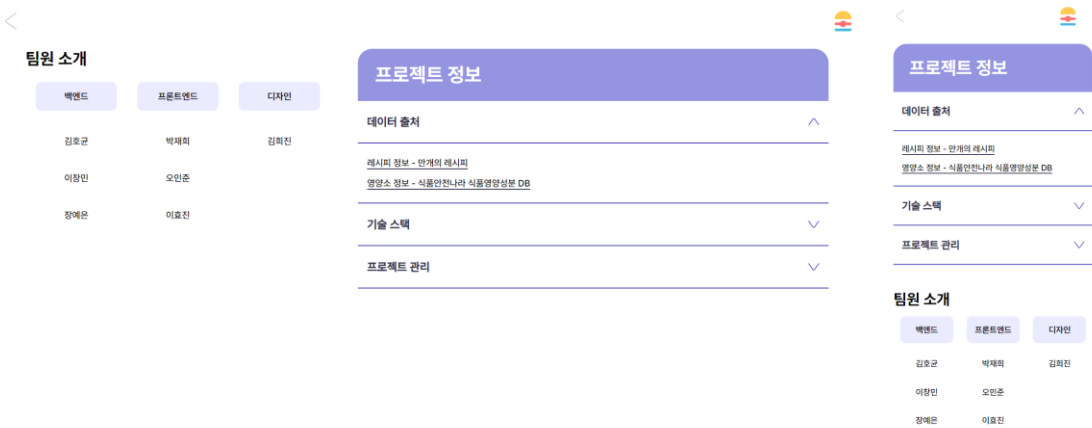 팀원 소개
백엔드 프론트엔드 디자인
김호균 박재희 김희진
이창민 오민준
장예은 이효진
프로젝트 정보
데이터 출처
레시피 정보 - 만개의 레시피
영양소 정보 - 식품안전나라 식품영양성분 DB
기술 스택
프로젝트 관리
프로젝트 정보
데이터 출처
레시피 정보 - 만개의 레시피
영양소 정보 - 식품안전나라 식품영양성분 DB
기술 스택
프로젝트 관리
팀원 소개
백엔드 프론트엔드 디자인
김호균 박재희 김희진
이창민 오민준
장예은 이효진